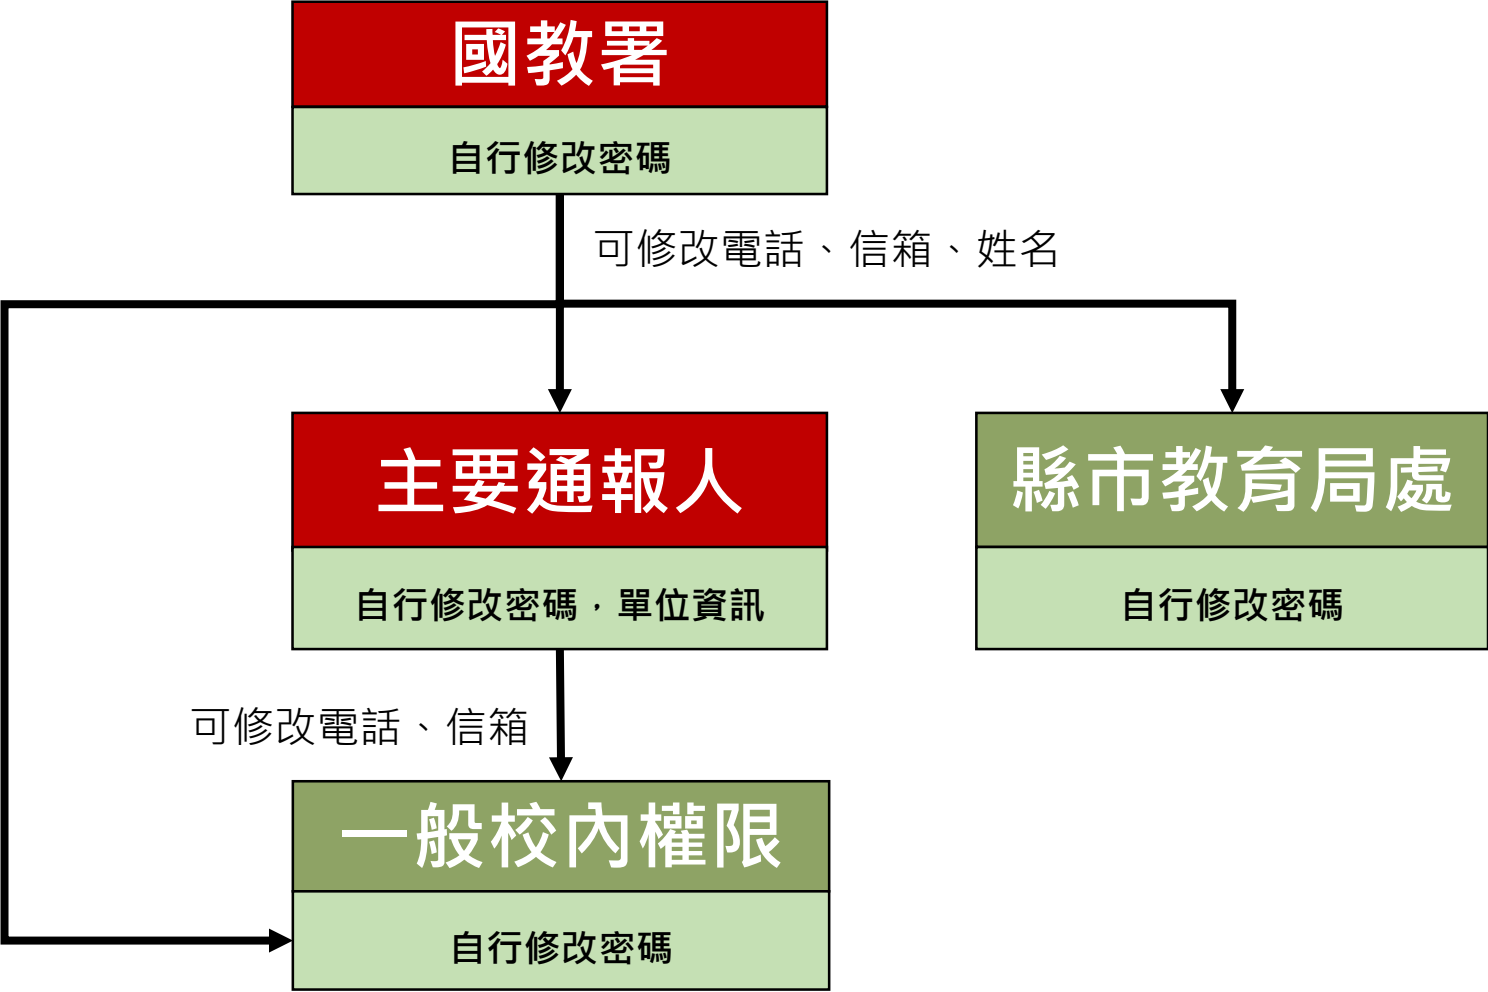 國教署
自行修改密碼
可修改電話、信箱、姓名
主要通報人
縣市教育局處
自行修改密碼，單位資訊
自行修改密碼
可修改電話、信箱
一般校內權限
自行修改密碼